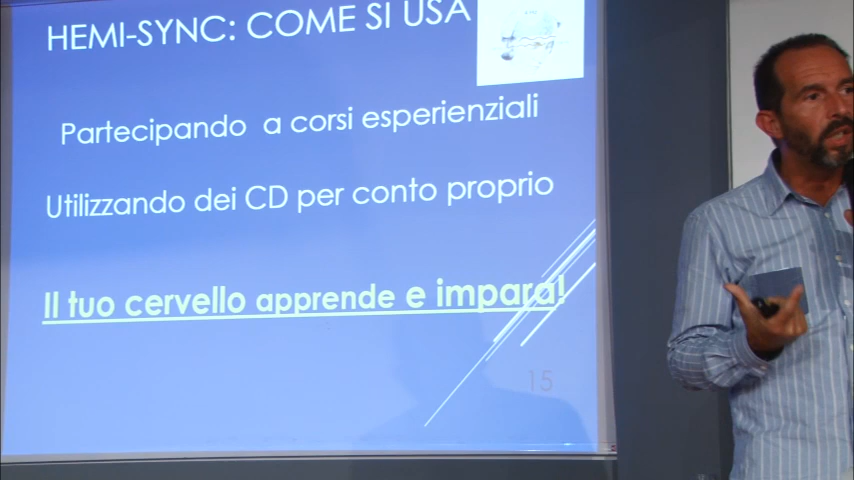 HEMI-SYNC: COME SI USA
Partecipando a corsi esperienziali
Utilizzando dei CD per conto proprio
Il tuo cervello apprende e impara!
15